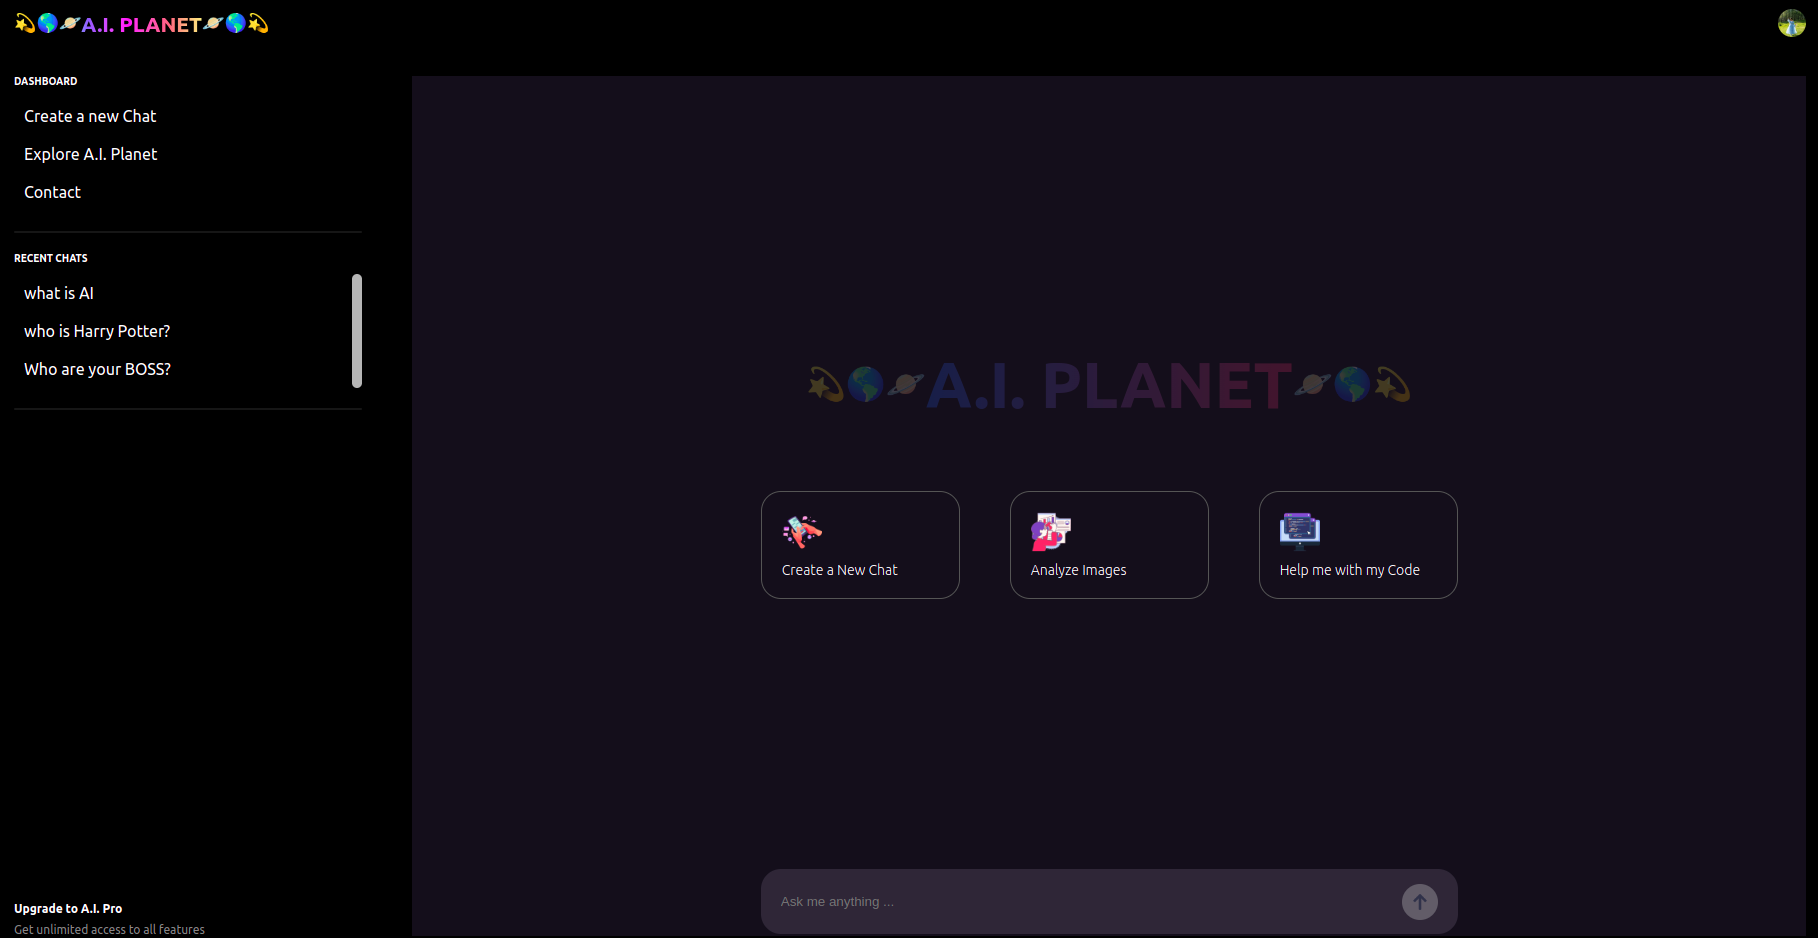 💫🌎🪐A.I. PLANET🪐🌎💫
DASHBOARD
Create a new Chat
Explore A.I. Planet
Contact
RECENT CHATS
what is AI
who is Harry Potter?
Who are your BOSS?
Upgrade to A.I. Pro
Get unlimited access to all features
💫🌎🪐A.I. PLANET🪐🌎💫
Create a New Chat
Analyze Images
Help me with my Code
Ask me anything ...